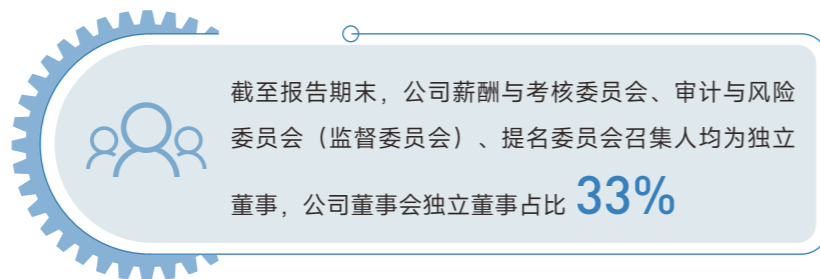 截至报告期末，公司薪酬与考核委员会、审计与风险
委员会（监督委员会）、提名委员会召集人均为独立
董事，公司董事会独立董事占比 33%